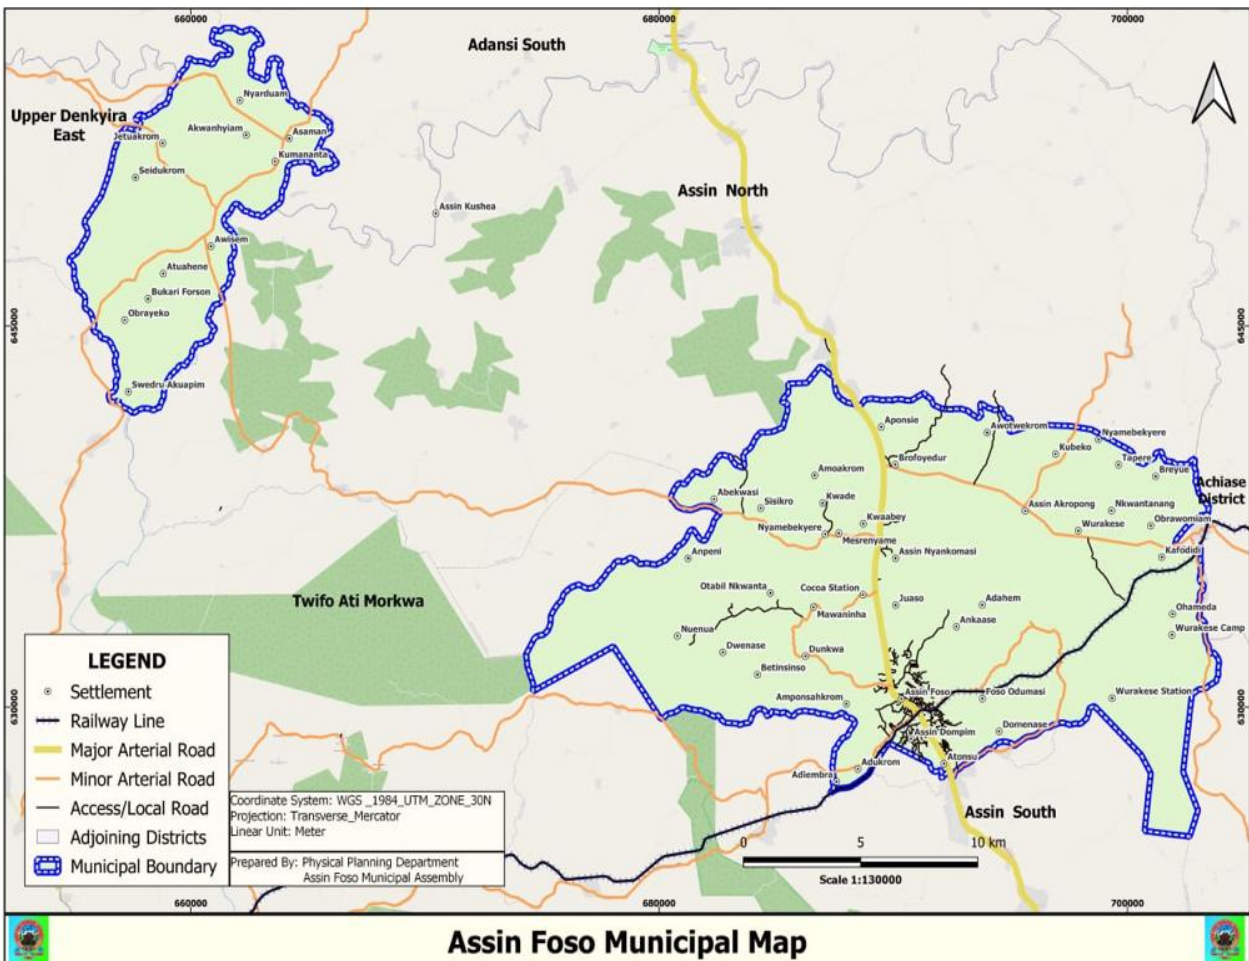 660000
680000
700000
Adansi South
Upper Denkyira
East
Nyarduam
Akwanhyiam
Asaman
Jetuakrom
Kumananta
Seidukrom
Assin North
Assin Kushea
Awisem
Atuahene
Bukari Forson
Obrayeko
645000
645000
Swedru Akuapim
Aponsie
Awotwekrom
Nyamebekyere
Kubeko
Brofoyedur
Tapere
Breyue
Amoakrom
Achiase
District
Abekwasi
Sisikro
Kwade
Assin Akropong
Nkwantanang
Kwaabey
Obrawomiam
Nyamebekyere
Wurakese
Mesrenyame
Anpeni
Assin Nyankomasi
Kafodidi
Otabil Nkwanta
Cocoa Station
Twifo Ati Morkwa
Mawaninha
Juaso
Adahem
Ohameda
Nuenua
Ankaase
Wurakese Camp
Dwenase
Dunkwa
Betinsinso
Amponsahkrom
Assin Foso
Foso Odumasi
Wurakese Station
630000
630000
Assin Dompim
Domenase
Atonsu
Adukrom
Adiembra
Assin South
LEGEND
Settlement
Railway Line
Major Arterial Road
Minor Arterial Road
Access/Local Road
Adjoining Districts
Municipal Boundary
Coordinate System: WGS _1984_UTM_ZONE_30N
Projection: Transverse_Mercator
Linear Unit: Meter
Prepared By: Physical Planning Department
Assin Foso Municipal Assembly
0 5 10 km
Scale 1:130000
660000
680000
700000
Assin Foso Municipal Map